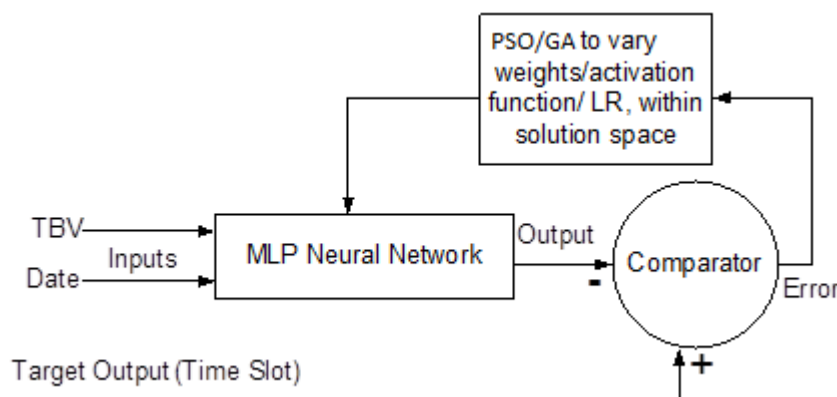 PSO/GA to vary
weights/activation
function/ LR, within
solution space
TBV
Inputs
Date
MLP Neural Network
Output
-
Comparator
Error
+
Target Output (Time Slot)